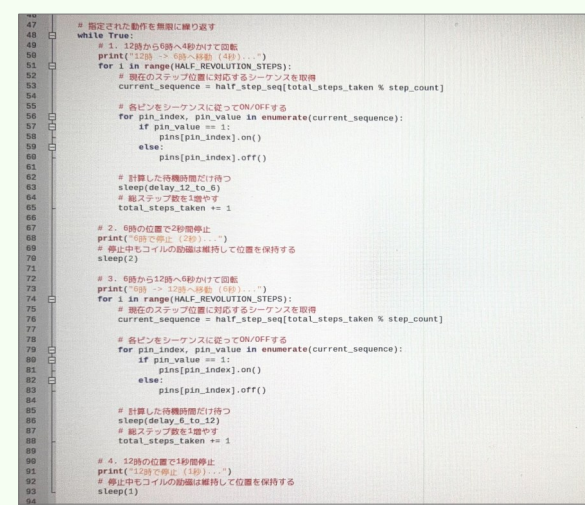 47 # 指定された動作を無限に繰り返す
48 while True:
49 # 1. 12時から6時へ4秒かけて回転
50 print("12時 -> 6時へ移動 (4秒)...")
51 for i in range(HALF_REVOLUTION_STEPS):
52 # 現在のステップ位置に対応するシーケンスを取得
53 current_sequence = half_step_seq[total_steps_taken % step_count]
54
55 # 各ピンをシーケンスに従ってON/OFFする
56 for pin_index, pin_value in enumerate(current_sequence):
57 if pin_value == 1:
58 pins[pin_index].on()
59 else:
60 pins[pin_index].off()
61
62 # 計算した待機時間だけ待つ
63 sleep(delay_12_to_6)
64 # 総ステップ数を1増やす
65 total_steps_taken += 1
66
67 # 2. 6時の位置で2秒間停止
68 print("6時で停止 (2秒)...")
69 # 停止中もコイルの励磁は維持して位置を保持する
70 sleep(2)
71
72 # 3. 6時から12時へ6秒かけて回転
73 print("6時 -> 12時へ移動 (6秒)...")
74 for i in range(HALF_REVOLUTION_STEPS):
75 # 現在のステップ位置に対応するシーケンスを取得
76 current_sequence = half_step_seq[total_steps_taken % step_count]
77
78 # 各ピンをシーケンスに従ってON/OFFする
79 for pin_index, pin_value in enumerate(current_sequence):
80 if pin_value == 1:
81 pins[pin_index].on()
82 else:
83 pins[pin_index].off()
84
85 # 計算した待機時間だけ待つ
86 sleep(delay_6_to_12)
87 # 総ステップ数を1増やす
88 total_steps_taken += 1
89
90 # 4. 12時の位置で1秒間停止
91 print("12時で停止 (1秒)...")
92 # 停止中もコイルの励磁は維持して位置を保持する
93 sleep(1)
94